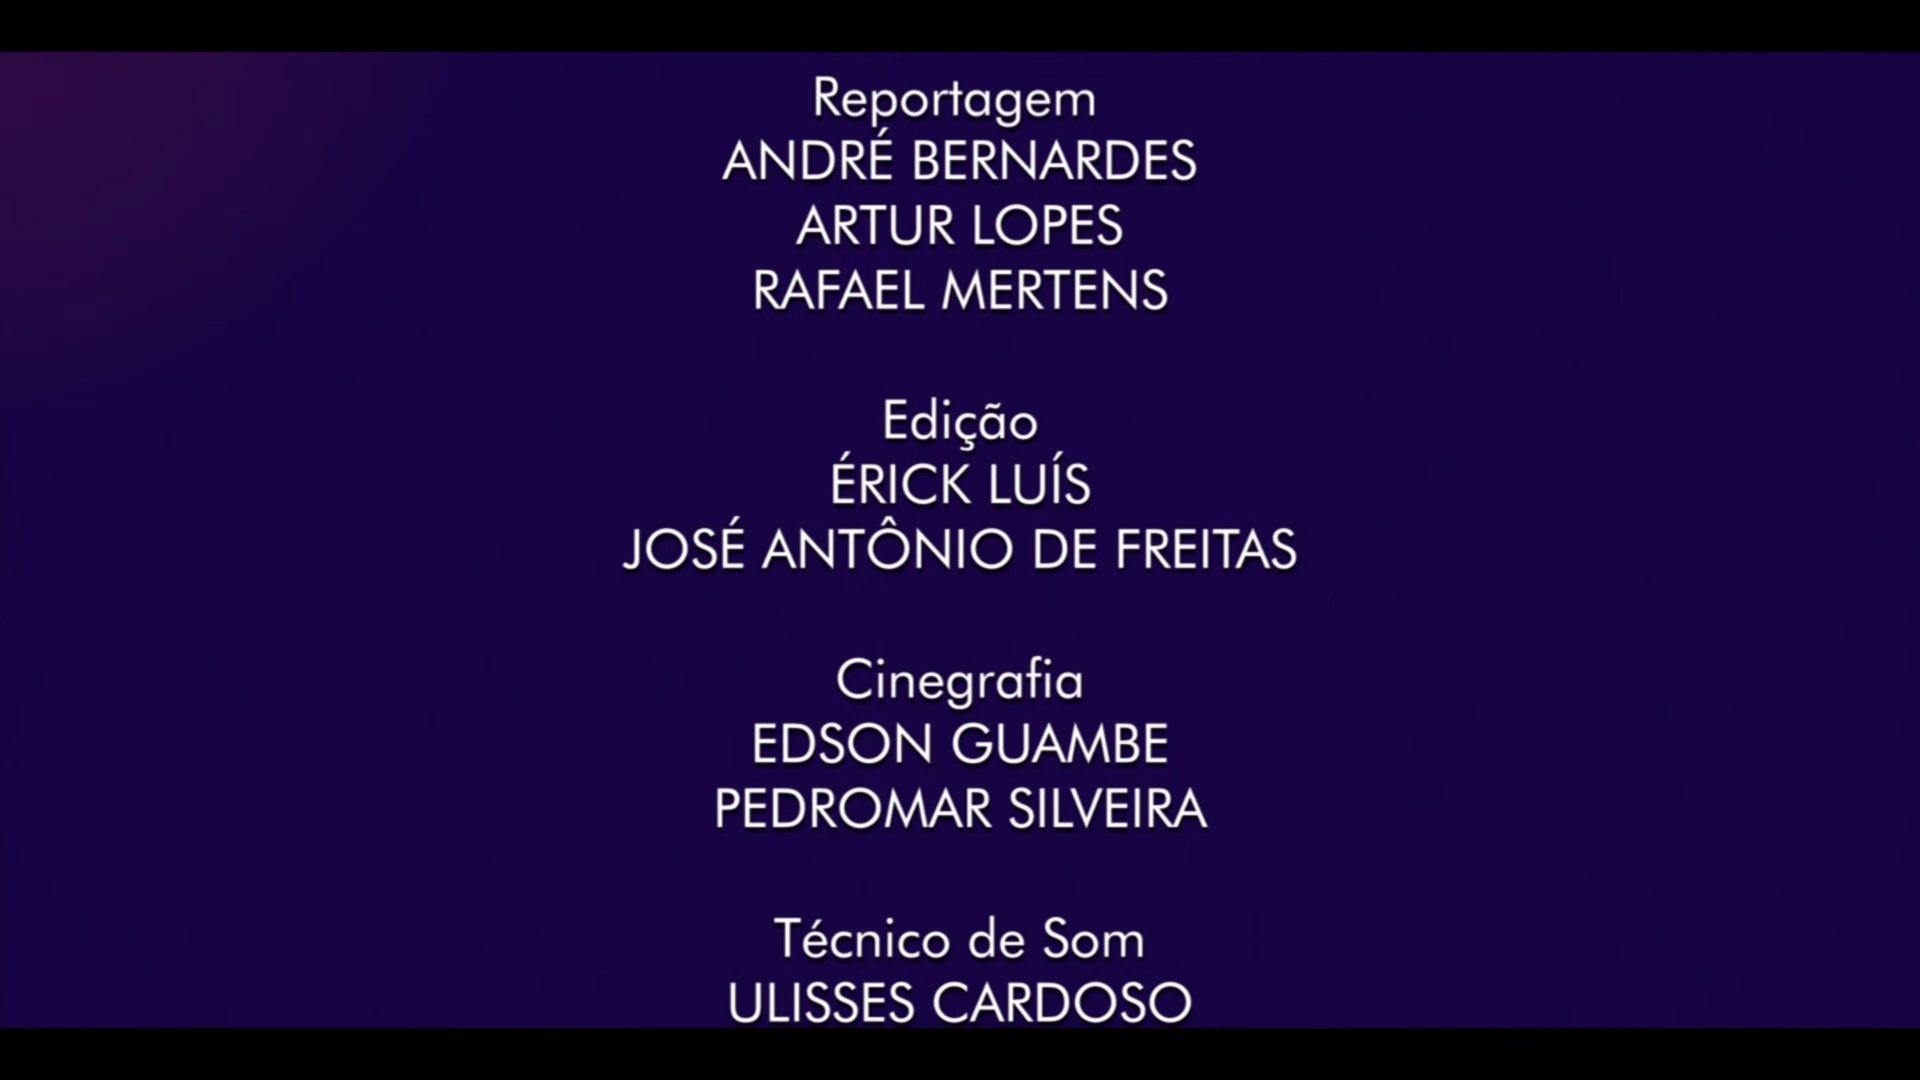 Reportagem
ANDRÉ BERNARDES
ARTUR LOPES
RAFAEL MERTENS
Edição
ÉRICK LUÍS
JOSÉ ANTÔNIO DE FREITAS
Cinegrafia
EDSON GUAMBE
PEDROMAR SILVEIRA
Técnico de Som
ULISSES CARDOSO